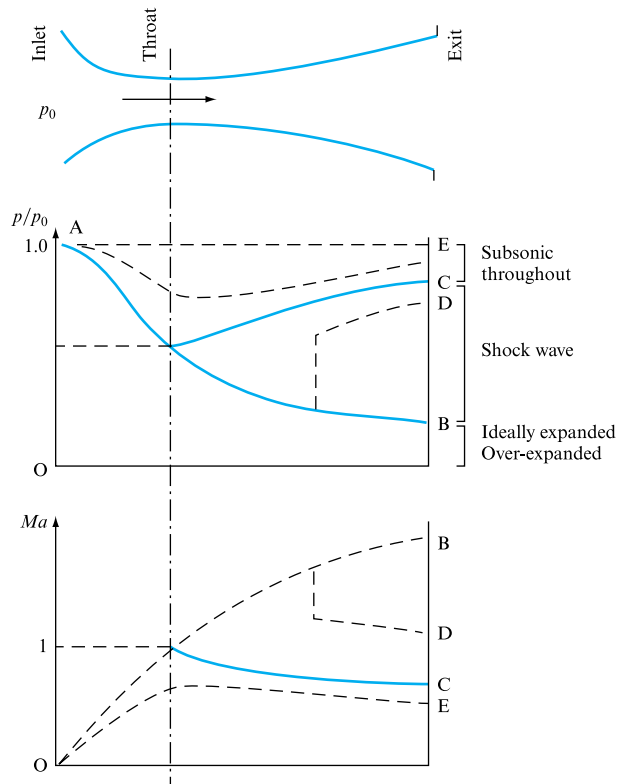 Inlet
Throat
Exit
p₀
p/p₀
A
1.0
E
Subsonic
throughout
C
D
Shock wave
B
Ideally expanded
Over-expanded
O
Ma
B
1
D
C
E
O